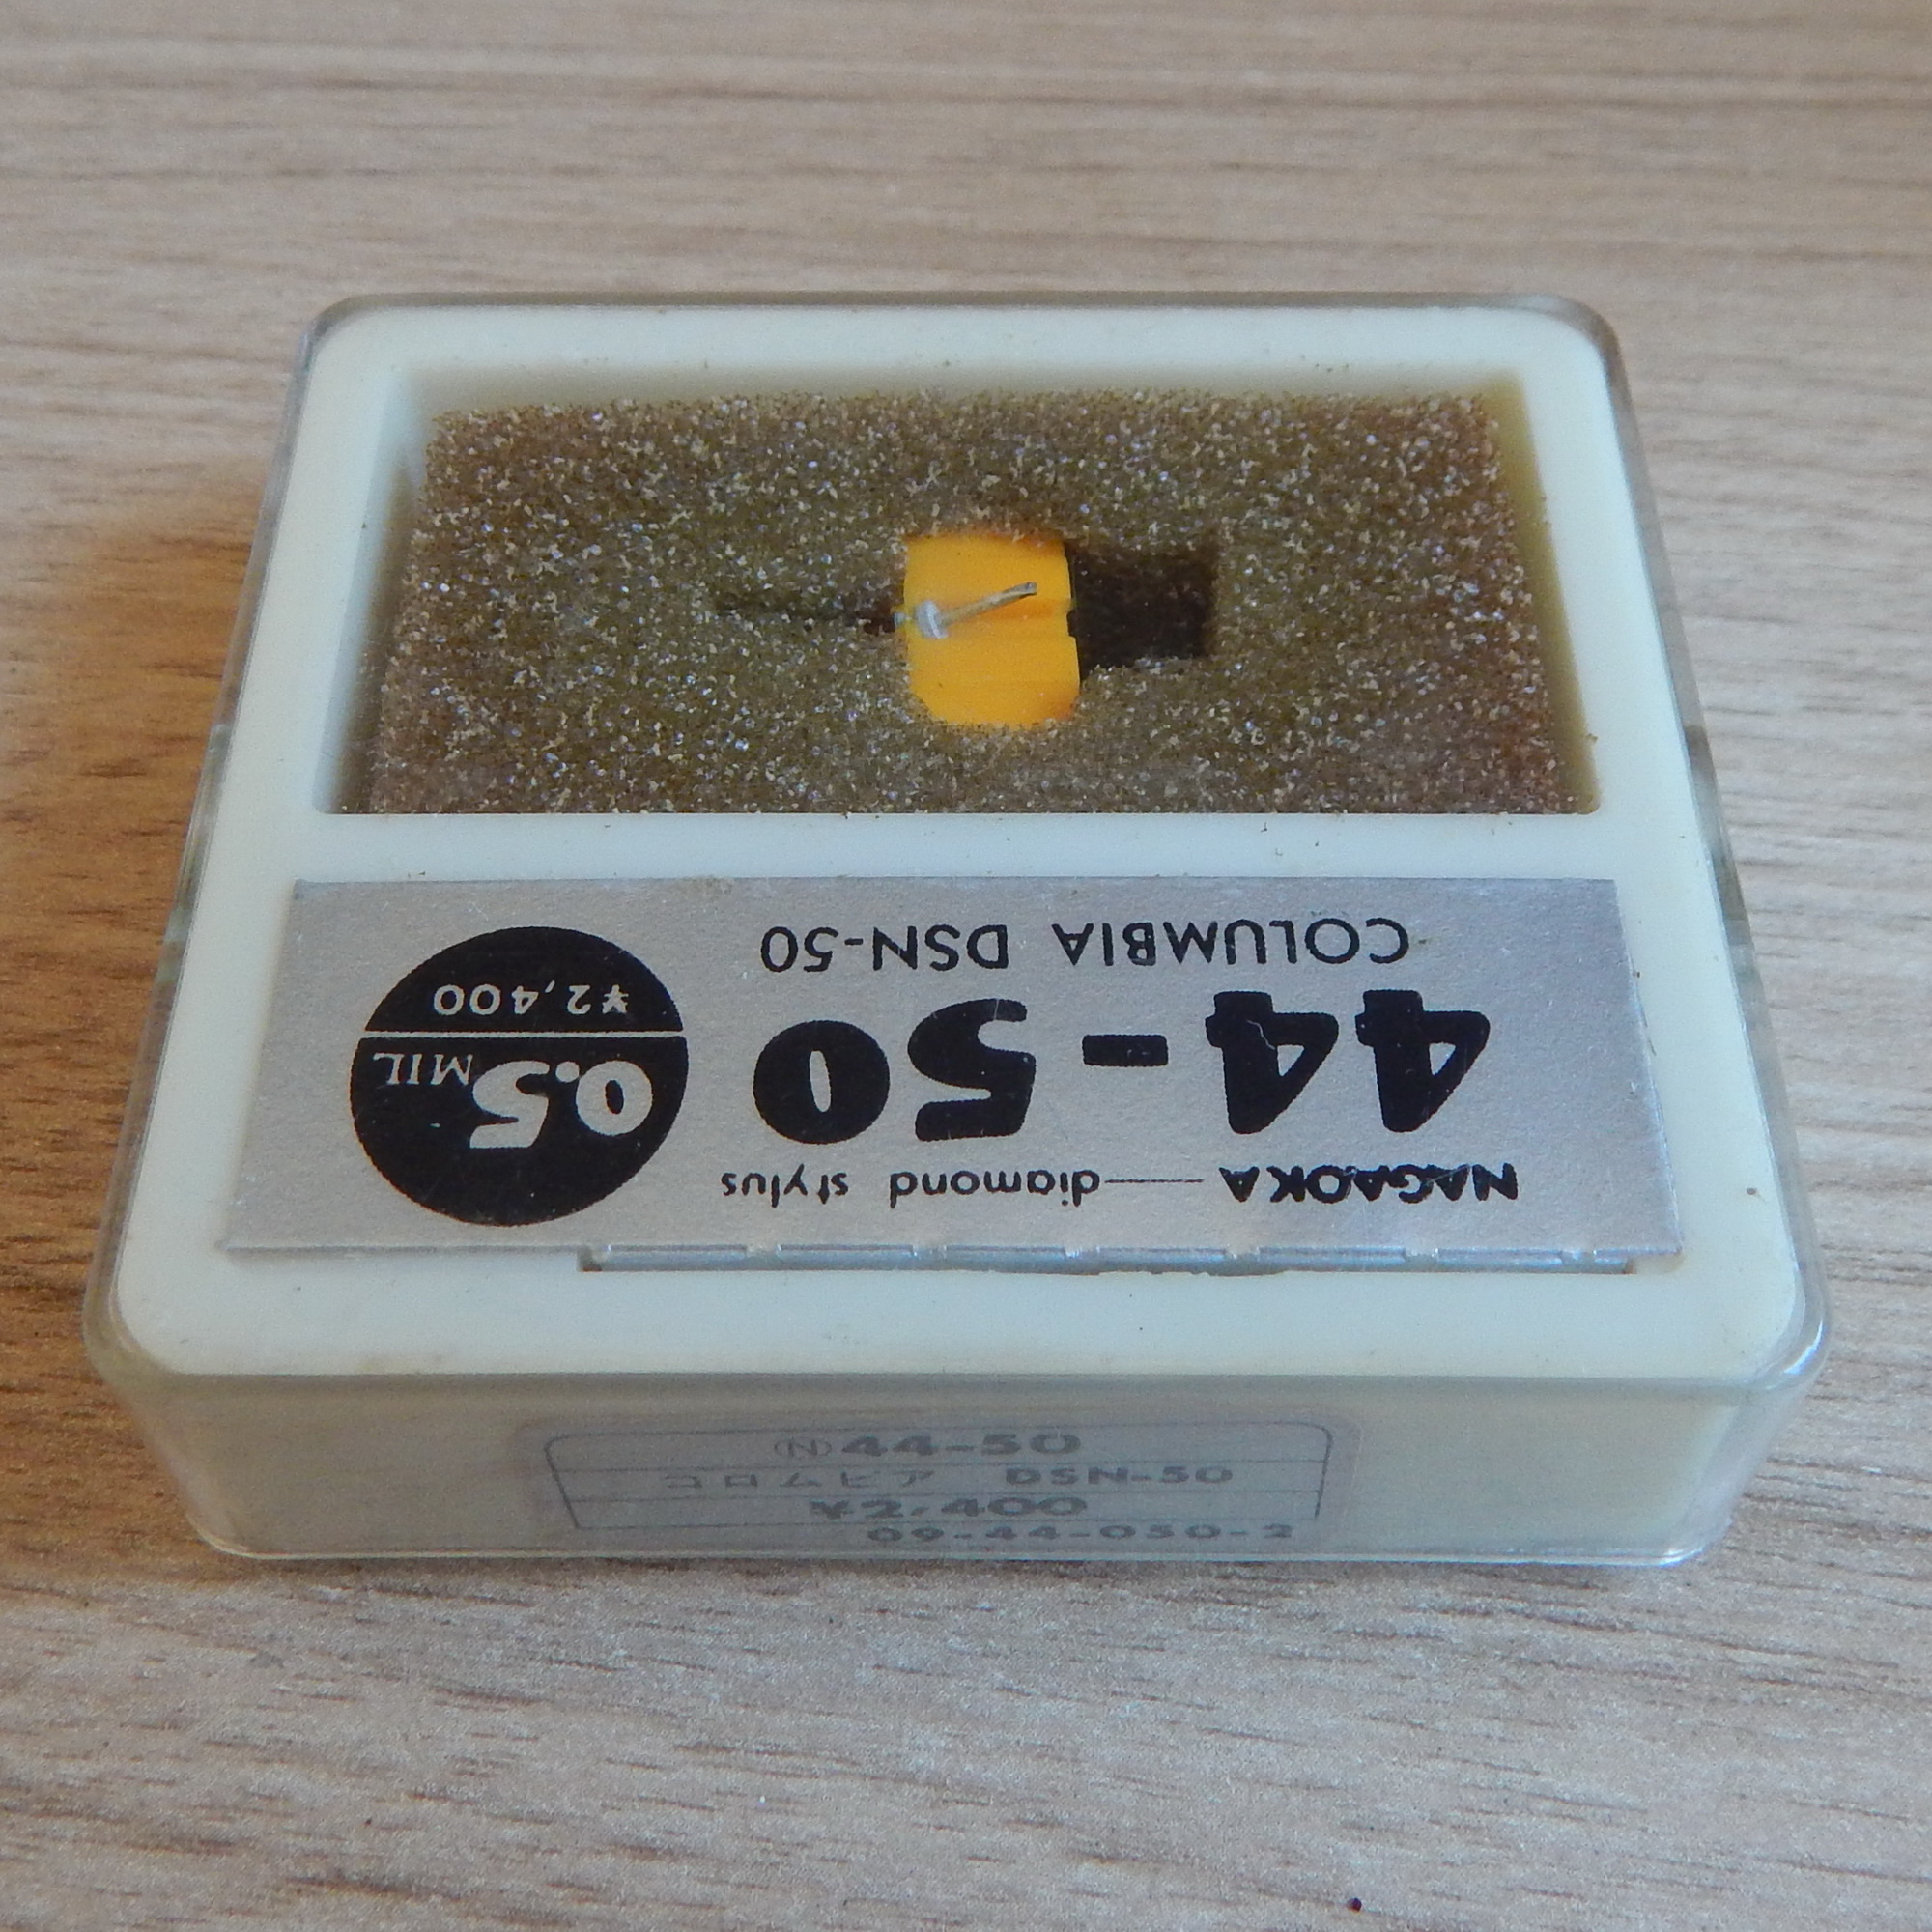 NAGAOKA — diamond stylus
44-50
COLUMBIA DSN-50
0.5 MIL
¥2,400
(N)44-50
コロムビア DSN-50
¥2,400
09-44-050-2